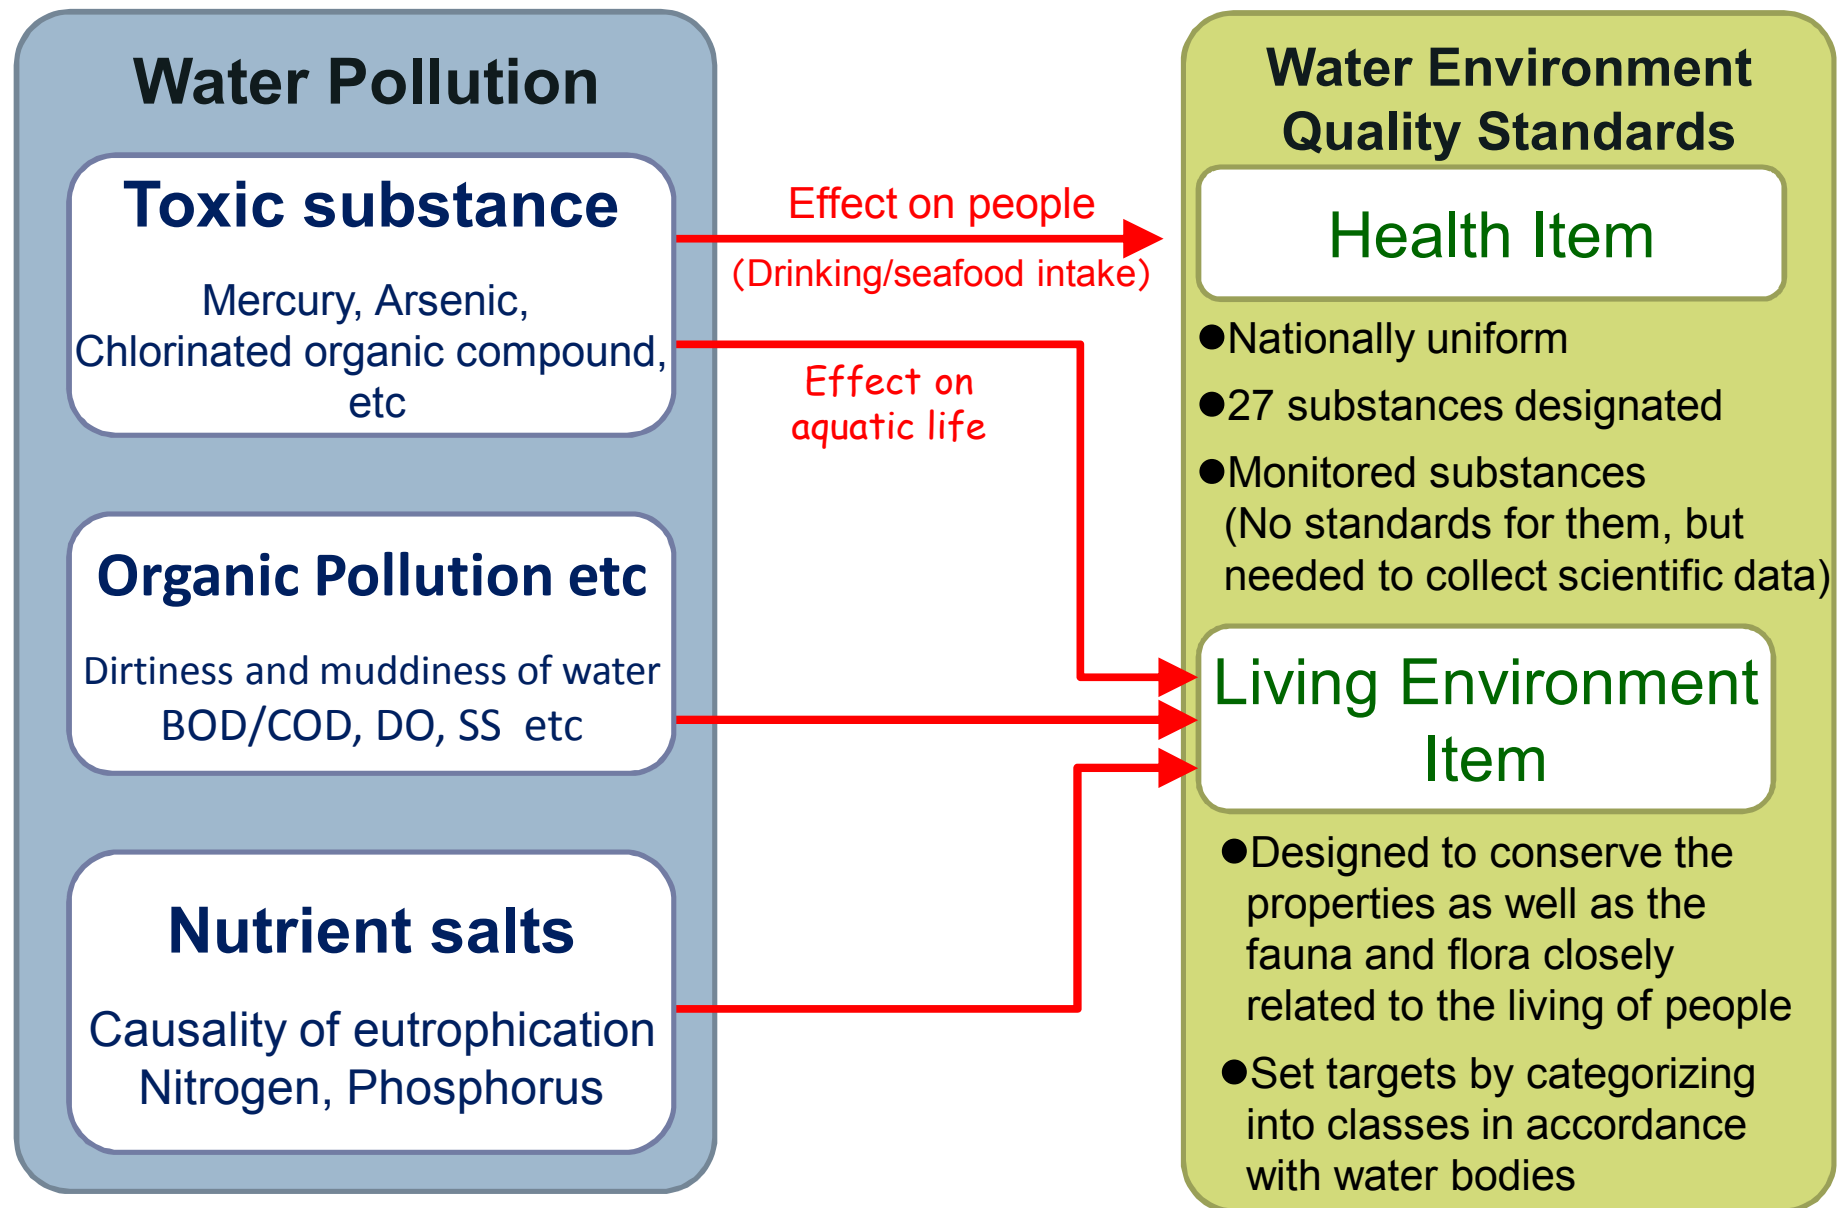 Water Pollution
Toxic substance
Mercury, Arsenic,
Chlorinated organic compound,
etc
Organic Pollution etc
Dirtiness and muddiness of water
BOD/COD, DO, SS  etc
Nutrient salts
Causality of eutrophication
Nitrogen, Phosphorus
Effect on people
（Drinking/seafood intake）
Effect on
aquatic life
Water Environment
Quality Standards
Health Item
●Nationally uniform
●27 substances designated
●Monitored substances
(No standards for them, but
needed to collect scientific data)
Living Environment
Item
●Designed to conserve the
properties as well as the
fauna and flora closely
related to the living of people
●Set targets by categorizing
into classes in accordance
with water bodies